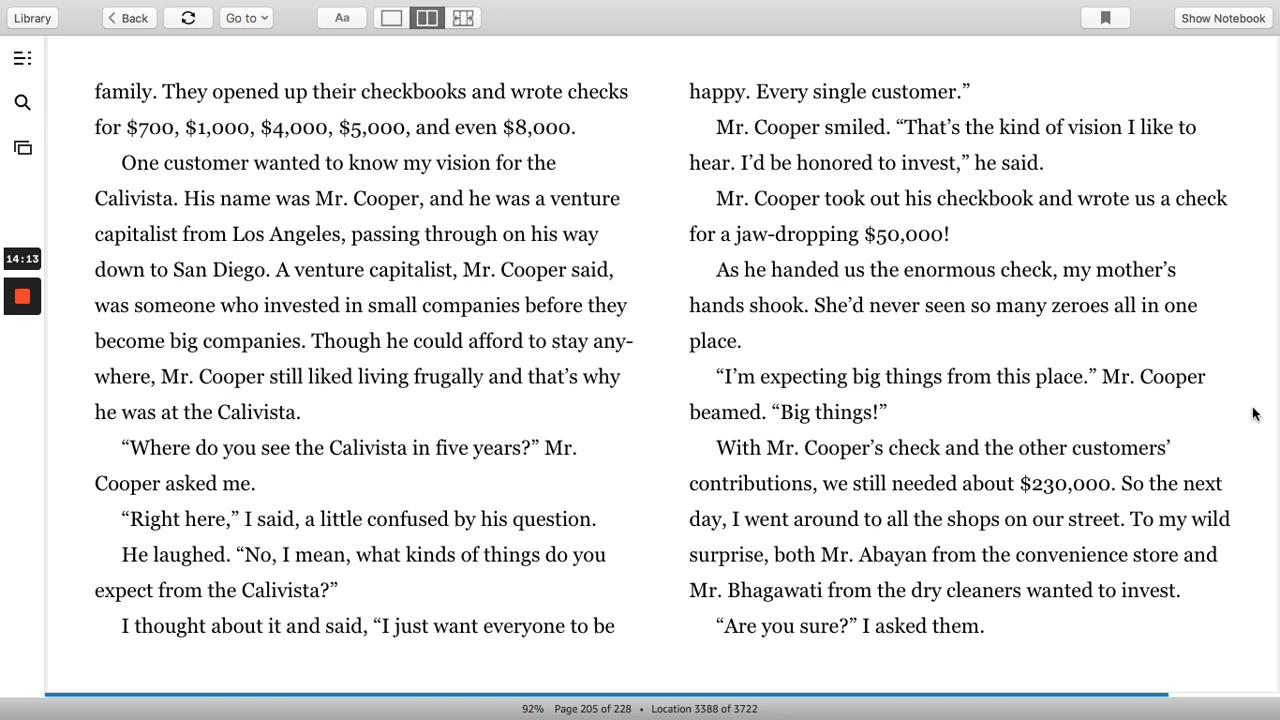 Library
Back
Go to
Aa
Show Notebook
14:13
family. They opened up their checkbooks and wrote checks
for $700, $1,000, $4,000, $5,000, and even $8,000.
One customer wanted to know my vision for the
Calivista. His name was Mr. Cooper, and he was a venture
capitalist from Los Angeles, passing through on his way
down to San Diego. A venture capitalist, Mr. Cooper said,
was someone who invested in small companies before they
become big companies. Though he could afford to stay any-
where, Mr. Cooper still liked living frugally and that’s why
he was at the Calivista.
“Where do you see the Calivista in five years?” Mr.
Cooper asked me.
“Right here,” I said, a little confused by his question.
He laughed. “No, I mean, what kinds of things do you
expect from the Calivista?”
I thought about it and said, “I just want everyone to be
happy. Every single customer.”
Mr. Cooper smiled. “That’s the kind of vision I like to
hear. I’d be honored to invest,” he said.
Mr. Cooper took out his checkbook and wrote us a check
for a jaw-dropping $50,000!
As he handed us the enormous check, my mother’s
hands shook. She’d never seen so many zeroes all in one
place.
“I’m expecting big things from this place.” Mr. Cooper
beamed. “Big things!”
With Mr. Cooper’s check and the other customers’
contributions, we still needed about $230,000. So the next
day, I went around to all the shops on our street. To my wild
surprise, both Mr. Abayan from the convenience store and
Mr. Bhagawati from the dry cleaners wanted to invest.
“Are you sure?” I asked them.
92% Page 205 of 228 • Location 3388 of 3722